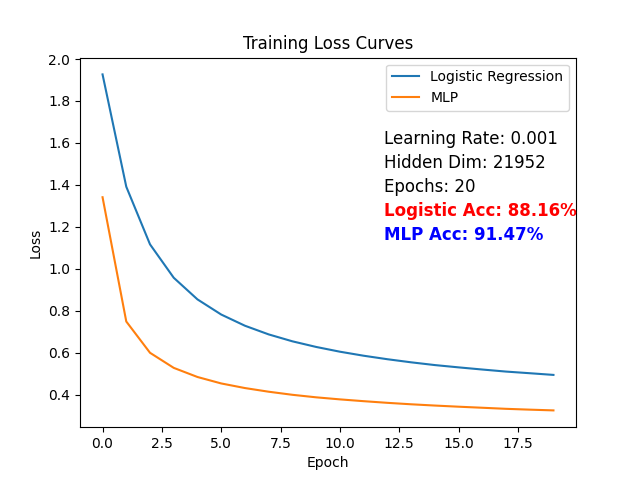 Training Loss Curves
2.0
1.8
1.6
1.4
1.2
1.0
0.8
0.6
0.4
Loss
Logistic Regression
MLP
Learning Rate: 0.001
Hidden Dim: 21952
Epochs: 20
Logistic Acc: 88.16%
MLP Acc: 91.47%
0.0 2.5 5.0 7.5 10.0 12.5 15.0 17.5
Epoch